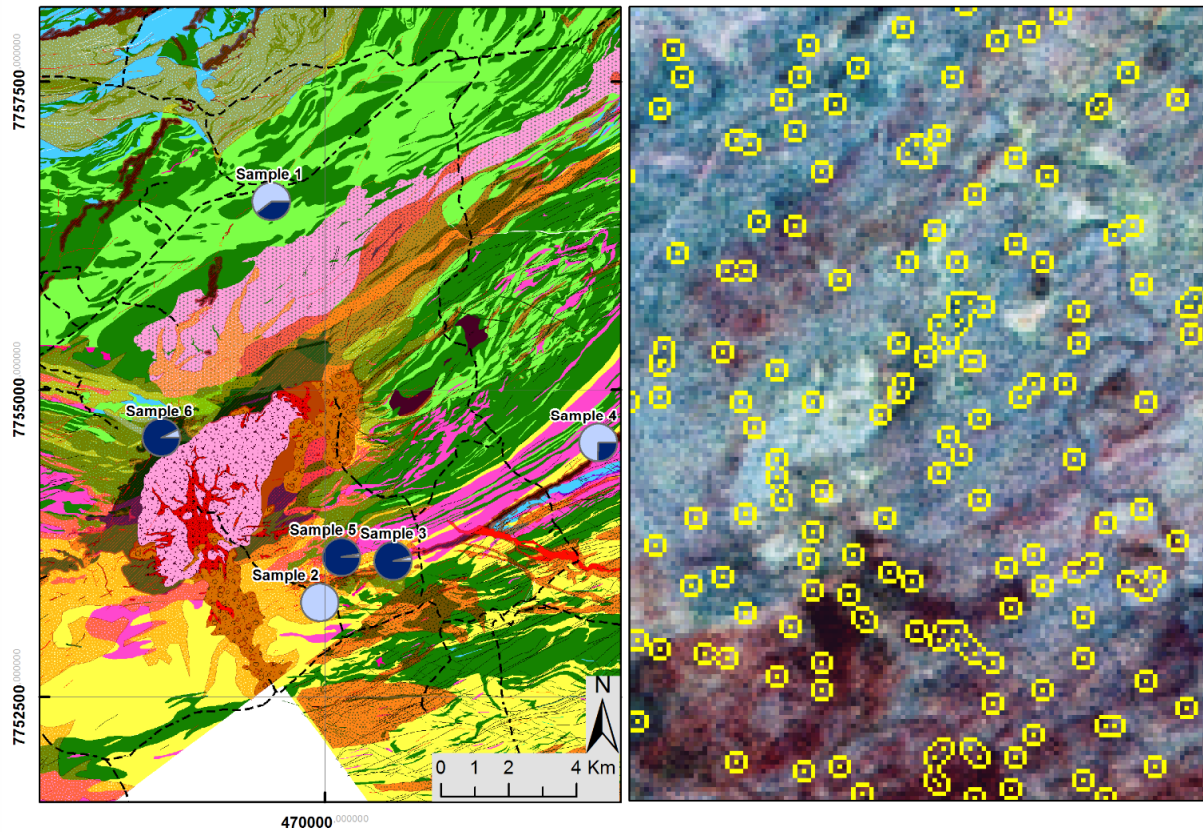 7757500,000000
Sample 1
7755000,000000
Sample 6
Sample 4
Sample 5
Sample 3
Sample 2
7752500,000000
N
0 1 2 4 Km
470000,000000